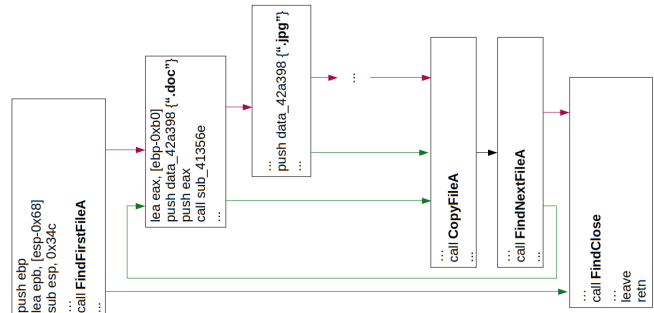 push ebp
lea epb, [esp-0x68]
sub esp, 0x34c
...
call FindFirstFileA
...
lea eax, [ebp-0xb0]
push data_42a398 {“.doc”}
push eax
call sub_41356e
...
...
push data_42a398 {“.jpg”}
...
...
...
call CopyFileA
...
...
call FindNextFileA
...
...
call FindClose
...
leave
retn